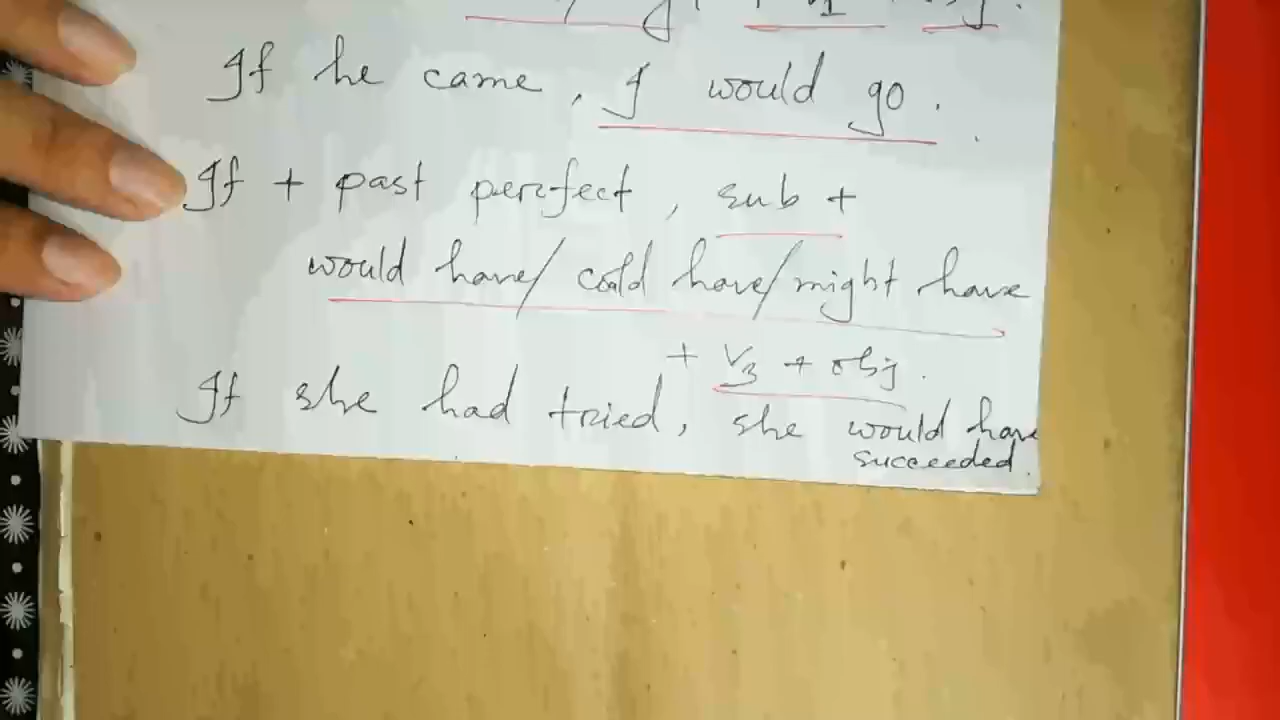 If he came, I would go.
If + past perfect, sub +
would have/ could have/might have
+ V3 + obj.
If she had tried, she would have
succeeded.